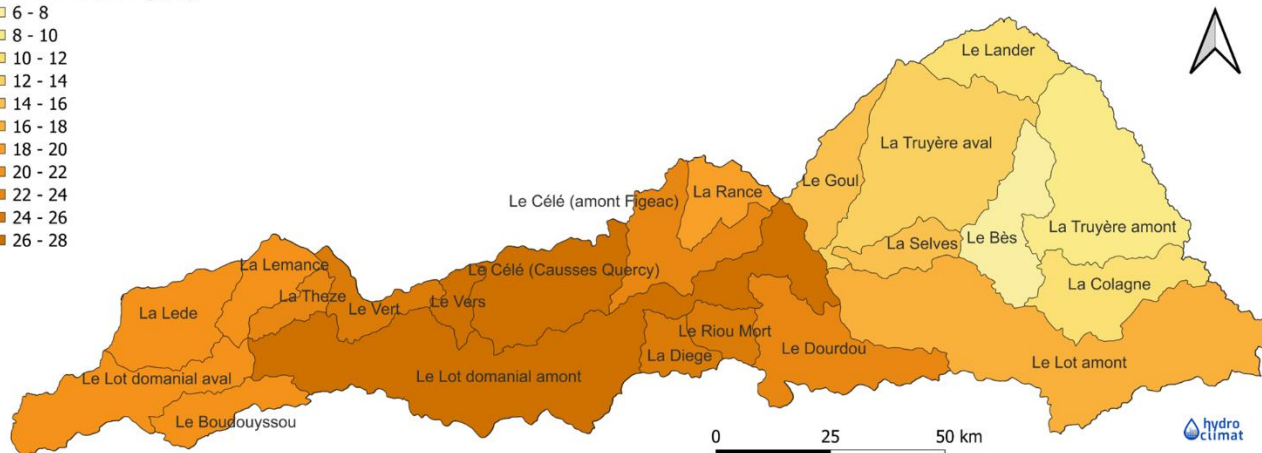 6 - 8
8 - 10
10 - 12
12 - 14
14 - 16
16 - 18
18 - 20
20 - 22
22 - 24
24 - 26
26 - 28
Le Lander
La Truyère aval
Le Goul
La Rance
Le Célé (amont Figeac)
La Selves
Le Bès
La Truyère amont
La Colagne
La Lemance
Le Célé (Causses Quercy)
La Theze
Le Vert
Le Vers
La Lede
Le Riou Mort
La Diege
Le Dourdou
Le Lot amont
Le Lot domanial aval
Le Lot domanial amont
Le Boudouyssou
0 25 50 km
hydro
climat